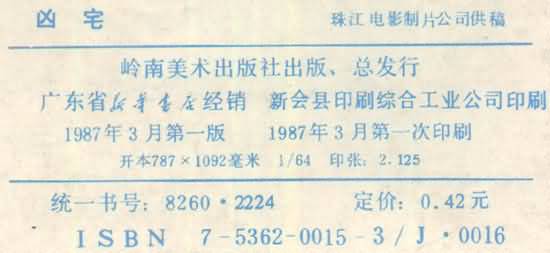 凶宅 珠江电影制片公司供稿
岭南美术出版社出版、总发行
广东省新华书店经销 新会县印刷综合工业公司印刷
1987年3月第一版 1987年3月第一次印刷
开本787×1092毫米 1/64 印张:2.125
统一书号:8260·2224 定价:0.42元
ISBN 7-5362-0015-3/J·0016